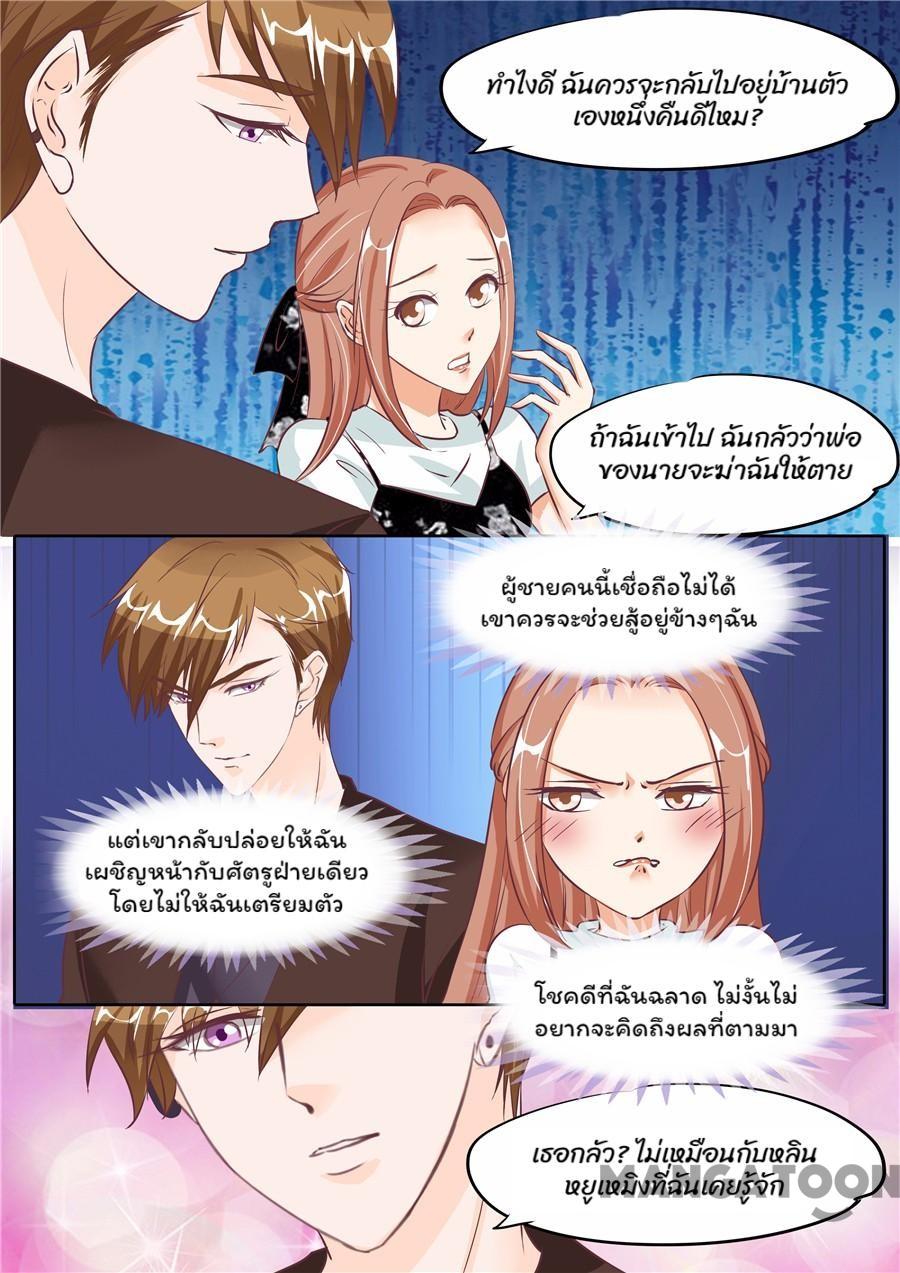 ทำไงดี ฉันควรจะกลับไปอยู่บ้านตัว
เองหนึ่งคืนดีไหม?
ถ้าฉันเข้าไป ฉันกลัวว่าพ่อ
ของนายจะฆ่าฉันให้ตาย
ผู้ชายคนนี้เชื่อถือไม่ได้
เขาควรจะช่วยสู้อยู่ข้างๆฉัน
แต่เขากลับปล่อยให้ฉัน
เผชิญหน้ากับศัตรูฝ่ายเดียว
โดยไม่ให้ฉันเตรียมตัว
โชคดีที่ฉันฉลาด ไม่งั้นไม่
อยากจะคิดถึงผลที่ตามมา
เธอกลัว? ไม่เหมือนกับหลิน
หยูเหมิงที่ฉันเคยรู้จัก
MANGATOON